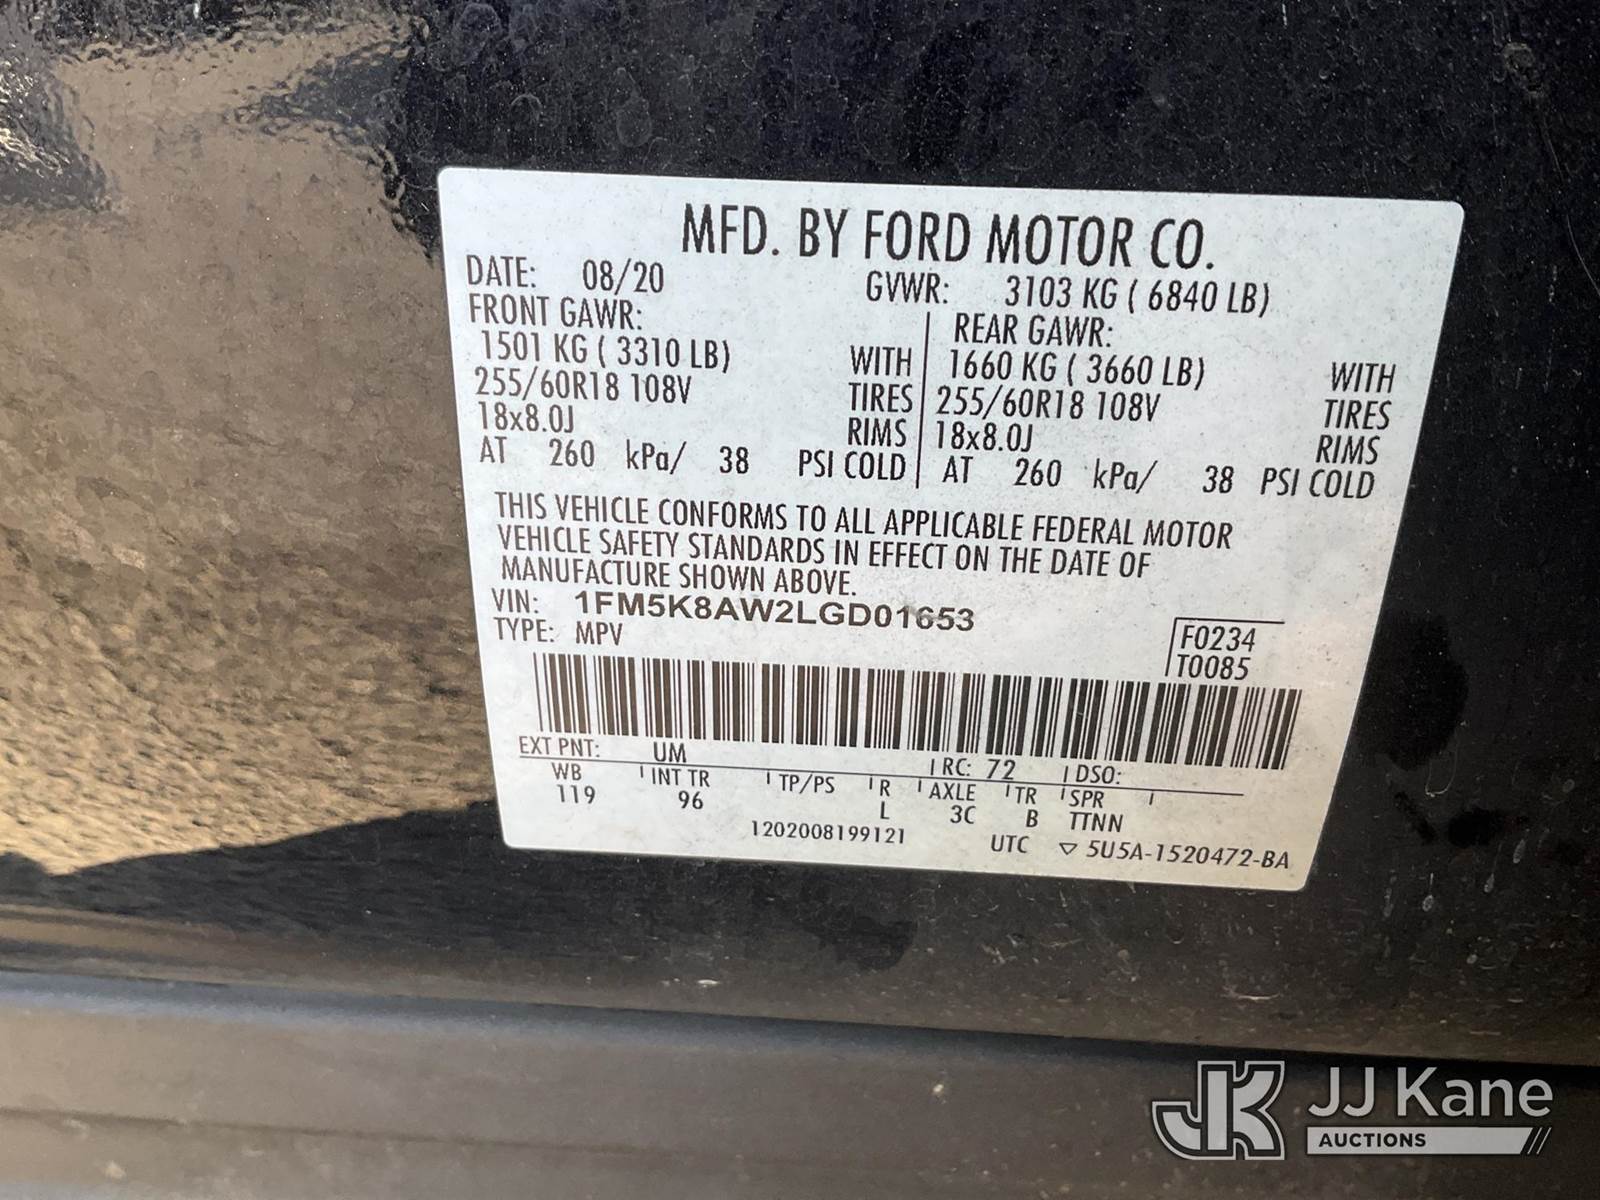 MFD. BY FORD MOTOR CO.
DATE: 08/20 GVWR: 3103 KG ( 6840 LB)
FRONT GAWR: REAR GAWR:
1501 KG ( 3310 LB) WITH 1660 KG ( 3660 LB) WITH
255/60R18 108V TIRES 255/60R18 108V TIRES
18x8.0J RIMS 18x8.0J RIMS
AT 260 kPa/ 38 PSI COLD AT 260 kPa/ 38 PSI COLD
THIS VEHICLE CONFORMS TO ALL APPLICABLE FEDERAL MOTOR
VEHICLE SAFETY STANDARDS IN EFFECT ON THE DATE OF
MANUFACTURE SHOWN ABOVE.
VIN: 1FM5K8AW2LGD01653
TYPE: MPV
F0234
T0085
EXT PNT: UM RC: 72 DSO:
WB INT TR TP/PS R AXLE TR SPR
119 96 L 3C B TTNN
1202008199121 UTC ▽ 5U5A-1520472-BA
JK JJ Kane
AUCTIONS